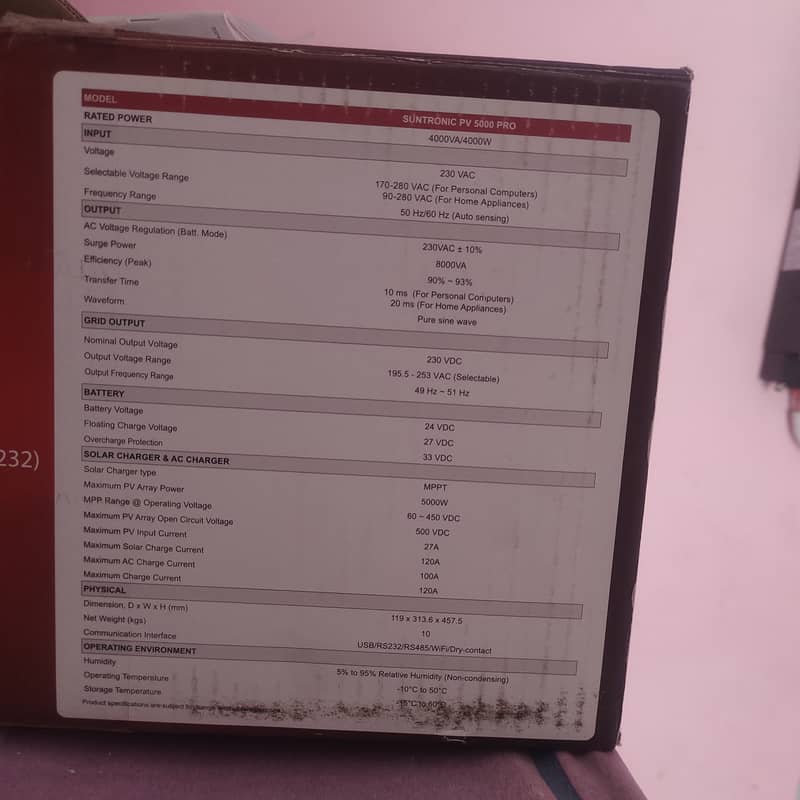 MODEL SUNTRONIC PV 5000 PRO
RATED POWER 4000VA/4000W
INPUT
Voltage 230 VAC
Selectable Voltage Range 170-280 VAC (For Personal Computers)
90-280 VAC (For Home Appliances)
Frequency Range 50 Hz/60 Hz (Auto sensing)
OUTPUT
AC Voltage Regulation (Batt. Mode) 230VAC ± 10%
Surge Power 8000VA
Efficiency (Peak) 90% ~ 93%
Transfer Time 10 ms (For Personal Computers)
20 ms (For Home Appliances)
Waveform Pure sine wave
GRID OUTPUT
Nominal Output Voltage 230 VDC
Output Voltage Range 195.5 - 253 VAC (Selectable)
Output Frequency Range 49 Hz ~ 51 Hz
BATTERY
Battery Voltage 24 VDC
Floating Charge Voltage 27 VDC
Overcharge Protection 33 VDC
SOLAR CHARGER & AC CHARGER
Solar Charger type MPPT
Maximum PV Array Power 5000W
MPP Range @ Operating Voltage 60 ~ 450 VDC
Maximum PV Array Open Circuit Voltage 500 VDC
Maximum PV Input Current 27A
Maximum Solar Charge Current 120A
Maximum AC Charge Current 100A
Maximum Charge Current 120A
PHYSICAL
Dimension, D x W x H (mm) 119 x 313.6 x 457.5
Net Weight (kgs) 10
Communication Interface USB/RS232/RS485/WiFi/Dry-contact
OPERATING ENVIRONMENT
Humidity 5% to 95% Relative Humidity (Non-condensing)
Operating Temperature -10°C to 50°C
Storage Temperature -15°C to 60°C
Product specifications are subject to change
232)